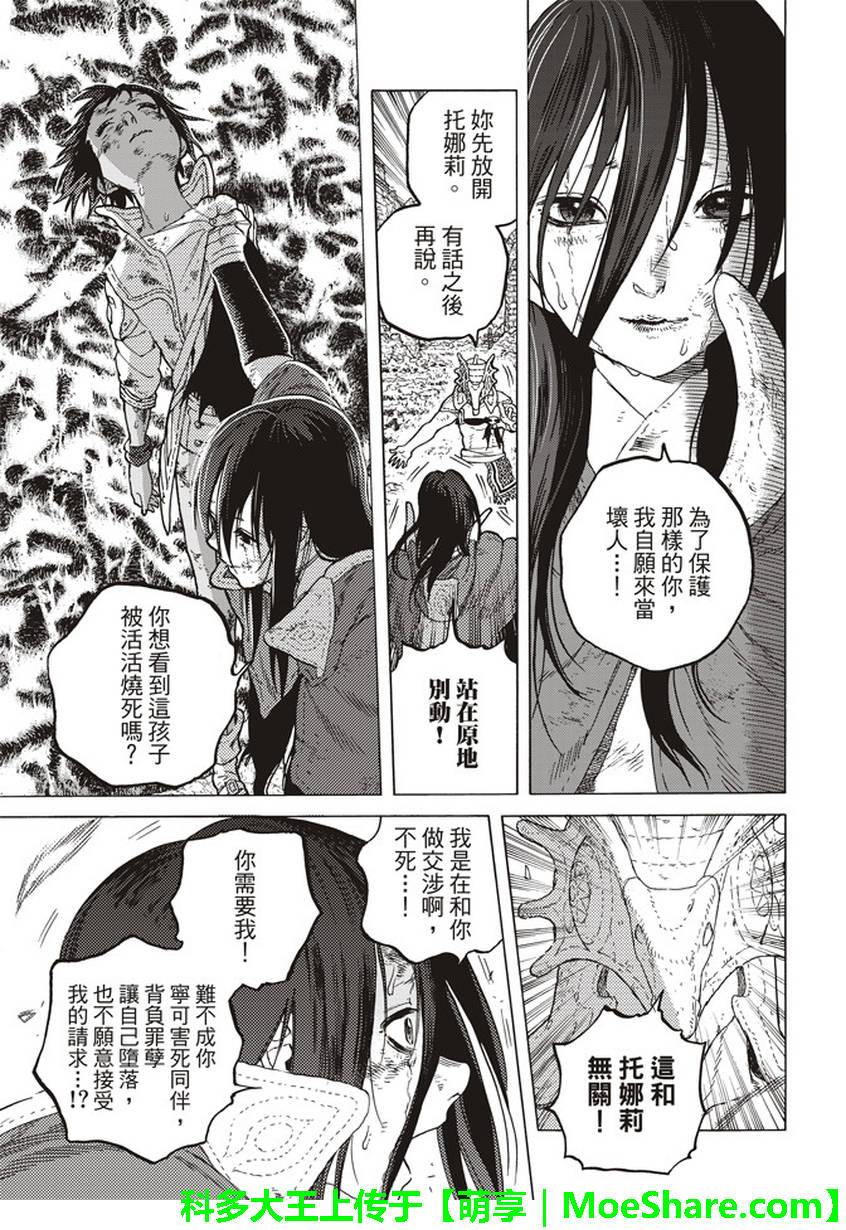 為了保護
那樣的你，
我自願來當
壞人…！
妳先放開
托娜莉。
有話之後
再說。
站在原地
別動！
你想看到這孩子
被活活燒死嗎？
這和
托娜莉
無關！
我是在和你
做交涉啊，
不死…！
你需要我！
難不成你
寧可害死同伴，
背負罪孽
讓自己墮落，
也不願意接受
我的請求…!?
科多大王上传于【萌享｜MoeShare.com】